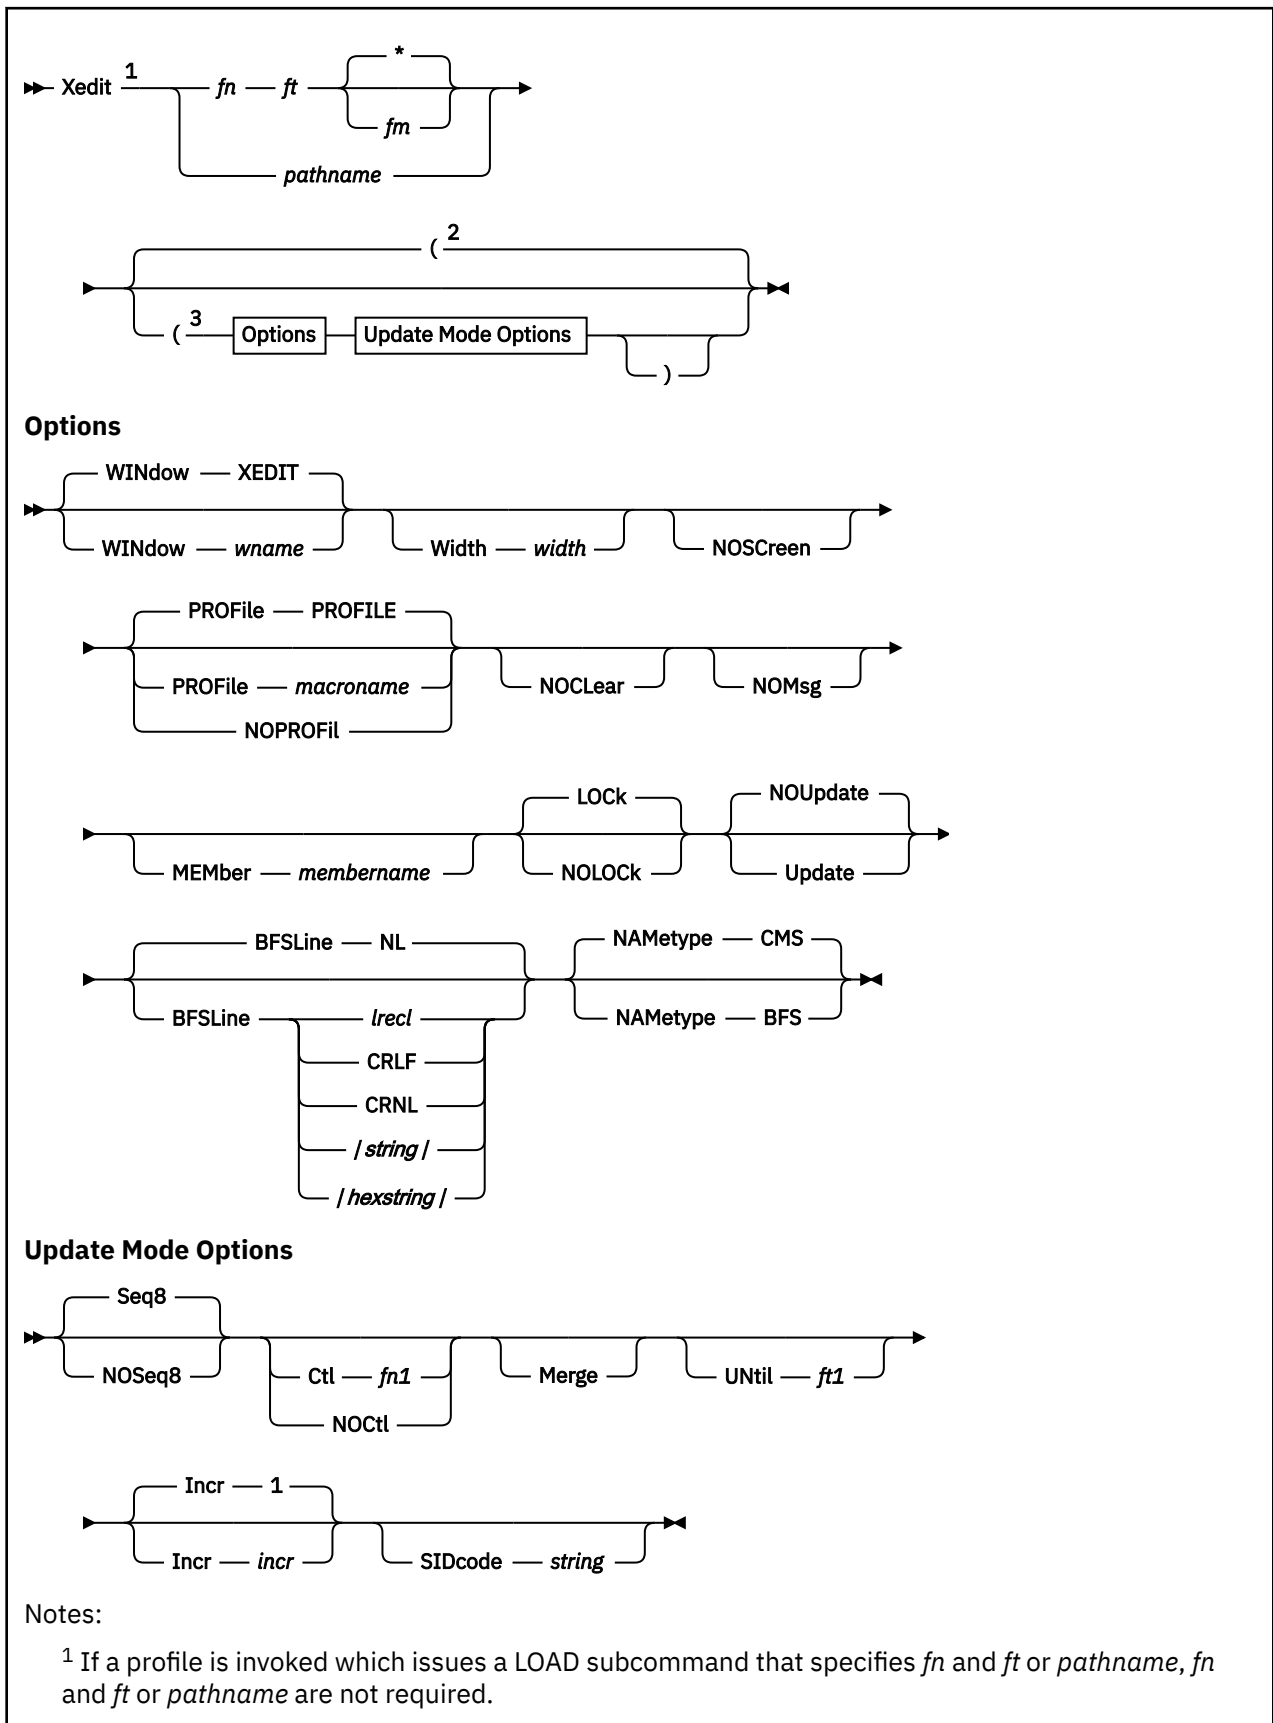 *
Xedit 1 fn ft
fm
pathname
( 2
( 3 Options Update Mode Options
)
Options
WINdow XEDIT
WINdow wname Width width NOSCreen
PROFile PROFILE
PROFile macroname NOCLear NOMsg
NOPROFil
LOCk NOUpdate
MEMber membername NOLOCk Update
BFSLine NL NAMetype CMS
BFSLine lrecl NAMetype BFS
CRLF
CRNL
/ string /
/ hexstring /
Update Mode Options
Seq8
NOSeq8 Ctl fn1 Merge UNtil ft1
NOCtl
Incr 1
Incr incr SIDcode string
Notes:
1 If a profile is invoked which issues a LOAD subcommand that specifies fn and ft or pathname, fn
and ft or pathname are not required.